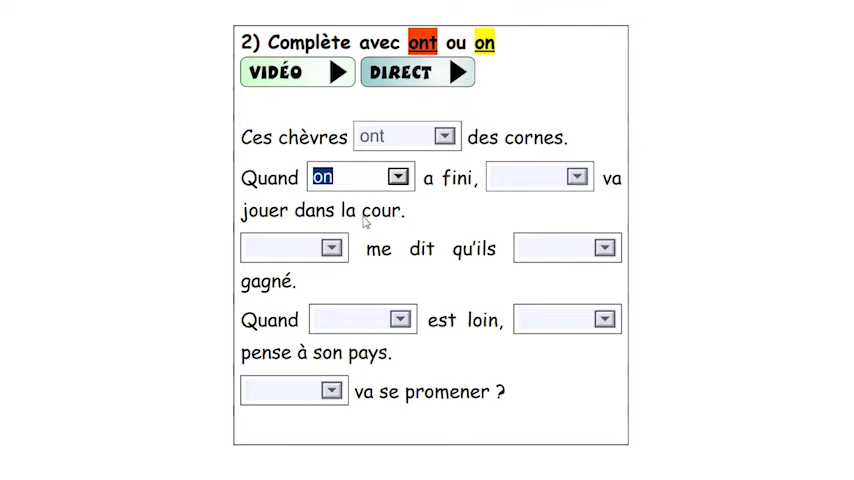 2) Complète avec ont ou on
VIDÉO DIRECT
Ces chèvres ont des cornes.
Quand on a fini, va
jouer dans la cour.
me dit qu'ils
gagné.
Quand est loin,
pense à son pays.
va se promener ?